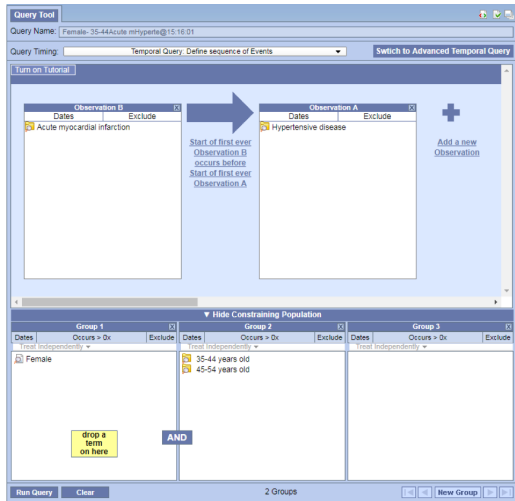 Query Tool
Query Name: Female- 35-44Acute mHyperte@15:16:01
Query Timing: Temporal Query: Define sequence of Events Swtich to Advanced Temporal Query
Turn on Tutorial
Observation B
Dates Exclude
Acute myocardial infarction
Start of first ever
Observation B
occurs before
Start of first ever
Observation A
Observation A
Dates Exclude
Hypertensive disease
Add a new
Observation
▼ Hide Constraining Population
Group 1 Group 2 Group 3
Dates Occurs > 0x Exclude Dates Occurs > 0x Exclude Dates Occurs > 0x Exclude
Treat Independently Treat Independently Treat Independently
Female
35-44 years old
45-54 years old
drop a
term
on here
AND
Run Query Clear 2 Groups New Group